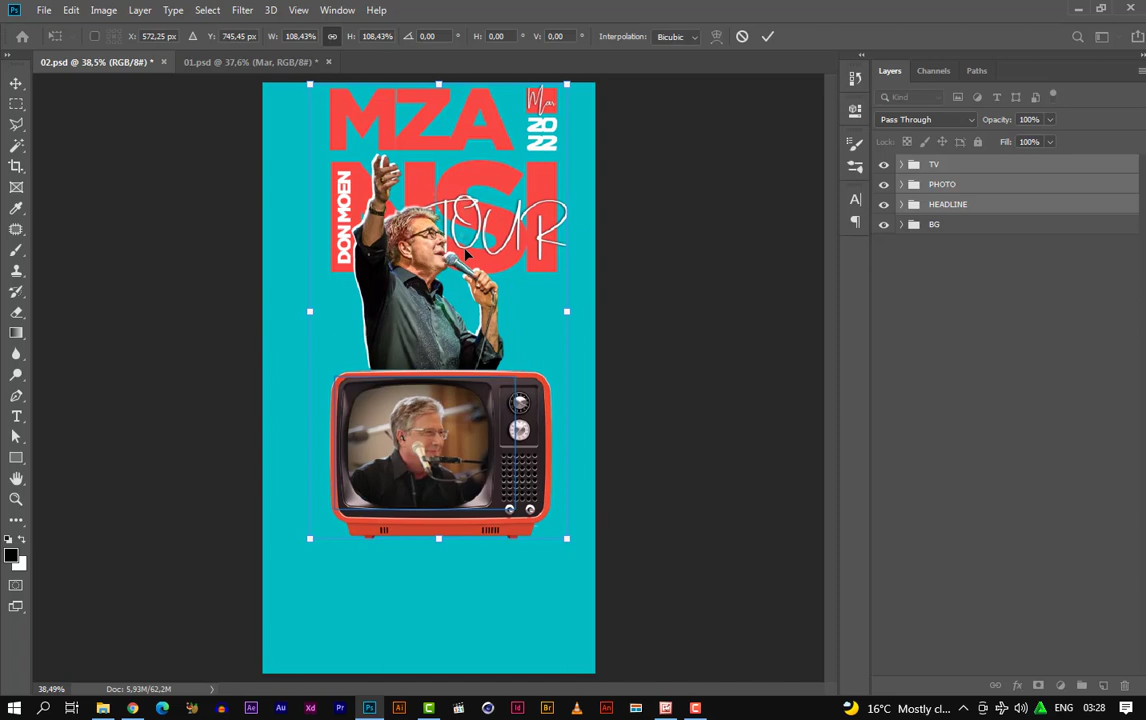 File Edit Image Layer Type Select Filter 3D View Window Help
X: 572,25 px Y: 745,45 px W: 108,43% H: 108,43% 0,00 ° H: 0,00 ° V: 0,00 ° Interpolation: Bicubic
02.psd @ 38,5% (RGB/8#) * × 01.psd @ 37,6% (Mar, RGB/8#) * ×
Layers Channels Paths
Kind
Pass Through Opacity: 100%
Lock: Fill: 100%
TV
PHOTO
HEADLINE
BG
MZA
Mar
2022
NSI
DON MOEN
TOUR
38,49% Doc: 5,93M/62,2M
16°C Mostly cl... ENG 03:28